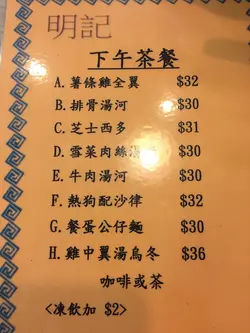 明記
下午茶餐
A. 薯條雞全翼 $32
B. 排骨湯河 $30
C. 芝士西多 $31
D. 雪菜肉絲湯 $30
E. 牛肉湯河 $30
F. 熱狗配沙律 $32
G. 餐蛋公仔麵 $30
H. 雞中翼湯烏冬 $36
咖啡或茶
<凍飲加 $2>